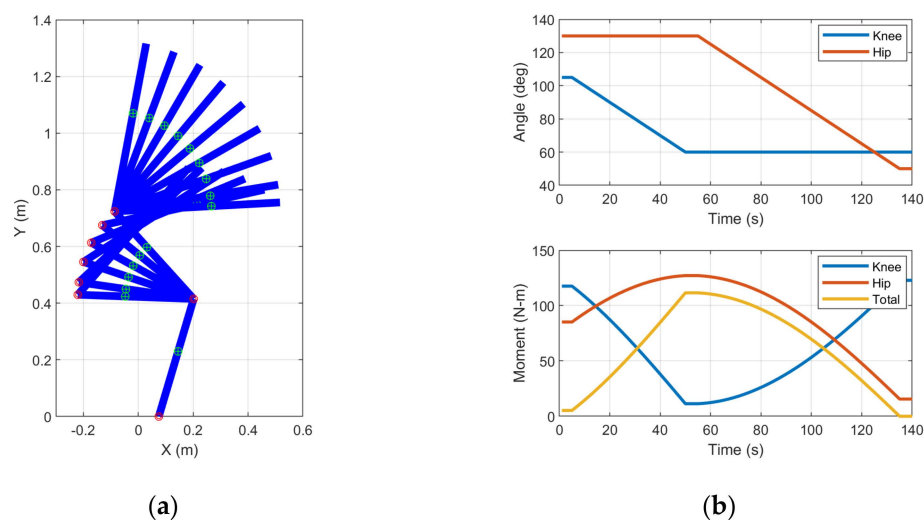 1.4
1.2
1
0.8
0.6
0.4
0.2
0
-0.2 0 0.2 0.4 0.6
X (m)
Y (m)
(a)
140
120
100
80
60
40
0 20 40 60 80 100 120 140
Time (s)
Angle (deg)
Knee
Hip
150
100
50
0
0 20 40 60 80 100 120 140
Time (s)
Moment (N-m)
Knee
Hip
Total
(b)